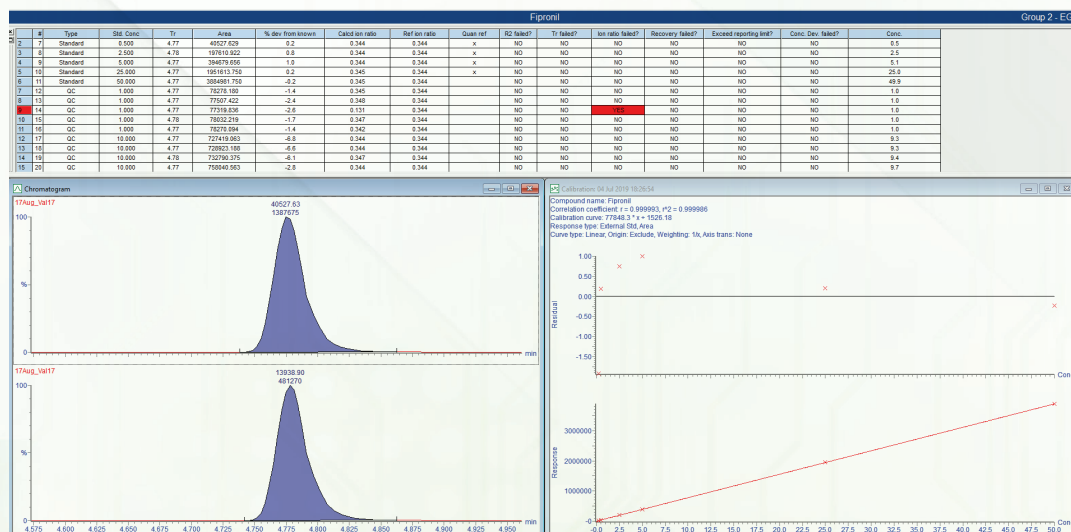 Fipronil Group 2 - EG
# Type Std. Conc Tr Area % dev from known Calcd ion ratio Ref ion ratio Quan ref R2 failed? Tr failed? Ion ratio failed? Recovery failed? Exceed reporting limit? Conc. Dev. failed? Conc.
2 7 Standard 0.500 4.77 40527.629 0.2 0.344 0.344 x NO NO NO NO NO NO 0.5
3 8 Standard 2.500 4.78 197610.922 0.8 0.344 0.344 x NO NO NO NO NO NO 2.5
4 9 Standard 5.000 4.77 394679.656 1.0 0.344 0.344 x NO NO NO NO NO NO 5.1
5 10 Standard 25.000 4.77 1951613.750 0.2 0.345 0.344 x NO NO NO NO NO NO 25.0
6 11 Standard 50.000 4.77 3884981.750 -0.2 0.345 0.344 NO NO NO NO NO NO 49.9
7 12 QC 1.000 4.77 78278.180 -1.4 0.345 0.344 NO NO NO NO NO NO 1.0
8 13 QC 1.000 4.77 77507.422 -2.4 0.348 0.344 NO NO NO NO NO NO 1.0
9 14 QC 1.000 4.77 77319.836 -2.6 0.131 0.344 NO NO YES NO NO NO 1.0
10 15 QC 1.000 4.78 78032.219 -1.7 0.347 0.344 NO NO NO NO NO NO 1.0
11 16 QC 1.000 4.77 78270.094 -1.4 0.342 0.344 NO NO NO NO NO NO 1.0
12 17 QC 10.000 4.77 727419.063 -6.8 0.344 0.344 NO NO NO NO NO NO 9.3
13 18 QC 10.000 4.77 728923.188 -6.6 0.344 0.344 NO NO NO NO NO NO 9.3
14 19 QC 10.000 4.78 732790.375 -6.1 0.347 0.344 NO NO NO NO NO NO 9.4
15 20 QC 10.000 4.77 758040.563 -2.8 0.346 0.344 NO NO NO NO NO NO 9.7
Chromatogram
17Aug_Val17
40527.63
1387675
100
%
0
min
17Aug_Val17
13938.90
481270
100
%
0
min
4.575 4.600 4.625 4.650 4.675 4.700 4.725 4.750 4.775 4.800 4.825 4.850 4.875 4.900 4.925 4.950
Calibration: 04 Jul 2019 10:26:54
Compound name: Fipronil
Correlation coefficient: r = 0.999993, r^2 = 0.999986
Calibration curve: 77848.3 * x + 1526.18
Response type: External Std, Area
Curve type: Linear, Origin: Exclude, Weighting: 1/x, Axis trans: None
1.00
0.50
0.00
-0.50
-1.00
-1.50
Residual
Conc
3000000
2000000
1000000
-0
Response
Conc
-0.0 2.5 5.0 7.5 10.0 12.5 15.0 17.5 20.0 22.5 25.0 27.5 30.0 32.5 35.0 37.5 40.0 42.5 45.0 47.5 50.0